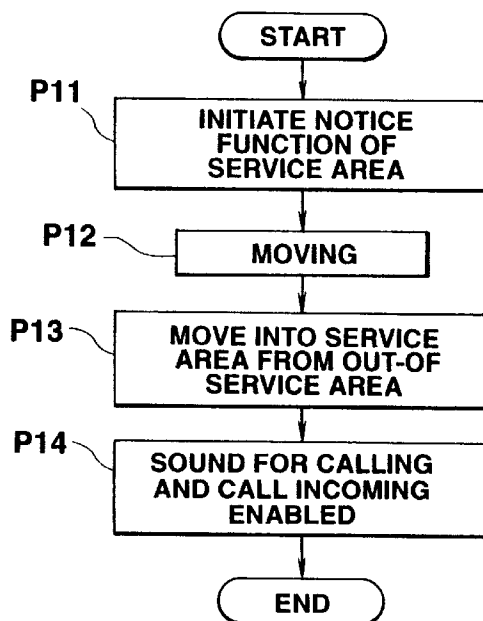 START
P11
INITIATE NOTICE
FUNCTION OF
SERVICE AREA
P12
MOVING
P13
MOVE INTO SERVICE
AREA FROM OUT-OF
SERVICE AREA
P14
SOUND FOR CALLING
AND CALL INCOMING
ENABLED
END